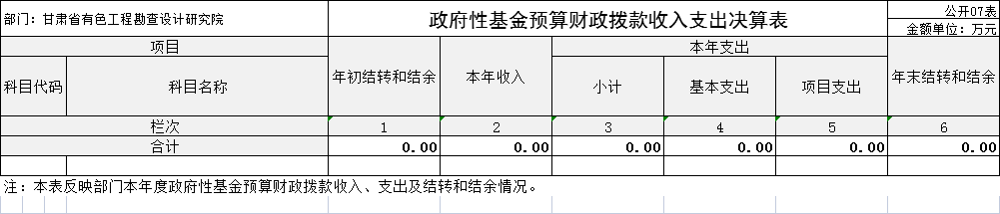 部门：甘肃省有色工程勘查设计研究院 政府性基金预算财政拨款收入支出决算表 公开07表
金额单位：万元
项目 年初结转和结余 本年收入 本年支出 年末结转和结余
科目代码 科目名称 小计 基本支出 项目支出
栏次 1 2 3 4 5 6
合计 0.00 0.00 0.00 0.00 0.00 0.00
注：本表反映部门本年度政府性基金预算财政拨款收入、支出及结转和结余情况。